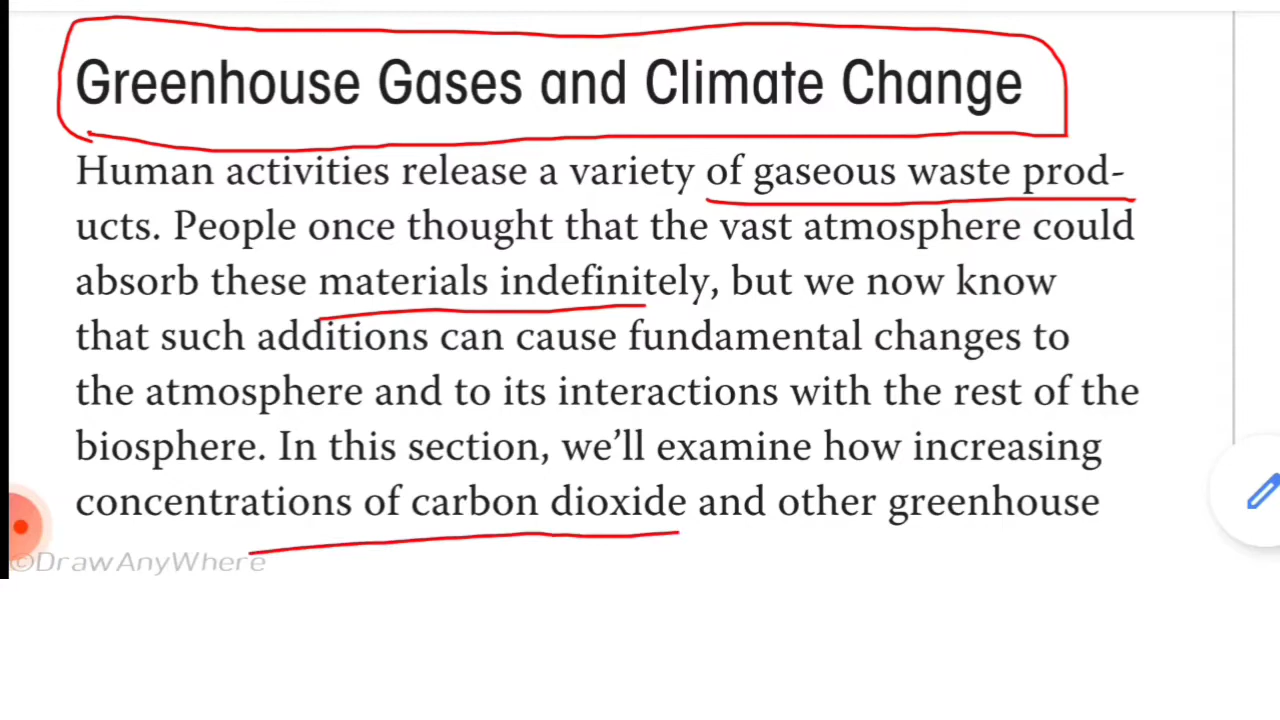 Greenhouse Gases and Climate Change
Human activities release a variety of gaseous waste prod-
ucts. People once thought that the vast atmosphere could
absorb these materials indefinitely, but we now know
that such additions can cause fundamental changes to
the atmosphere and to its interactions with the rest of the
biosphere. In this section, we’ll examine how increasing
concentrations of carbon dioxide and other greenhouse
©DrawAnyWhere